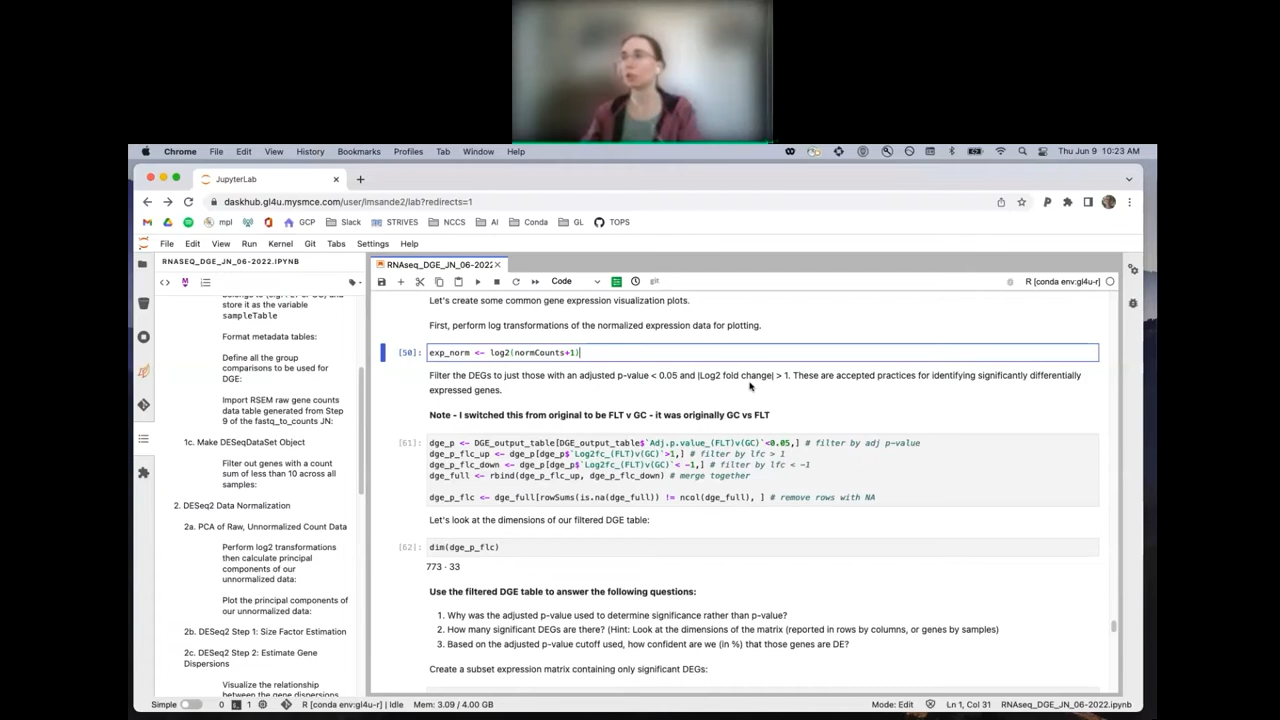 Chrome File Edit View History Bookmarks Profiles Tab Window Help Thu Jun 9 10:23 AM
JupyterLab
daskhub.gl4u.mysmce.com/user/lmsande2/lab?redirects=1
mpl GCP Slack STRIVES NCCS AI Conda GL TOPS
File Edit View Run Kernel Git Tabs Settings Help
RNASEQ_DGE_JN_06-2022.IPYNB
store it as the variable
sampleTable
Format metadata tables:
Define all the group
comparisons to be used for
DGE:
Import RSEM raw gene
counts data table
generated from Step
9 of the fastq_to_counts JN:
1c. Make DESeqDataSet Object
Filter out genes with a count
sum of less than 10 across all
samples:
2. DESeq2 Data Normalization
2a. PCA of Raw, Unnormalized Count Data
Perform log2 transformations
then calculate principal
components of our
unnormalized data:
Plot the principal components
of our unnormalized data:
2b. DESeq2 Step 1: Size Factor Estimation
2c. DESeq2 Step 2: Estimate Gene
Dispersions
Visualize the relationship
between the gene dispersions
RNAseq_DGE_JN_06-2022
Code git R [conda env:gl4u-r]
Let's create some common gene expression visualization plots.
First, perform log transformations of the normalized expression data for plotting.
[50]: exp_norm <- log2(normCounts+1)
Filter the DEGs to just those with an adjusted p-value < 0.05 and |Log2 fold change| > 1. These are accepted practices for identifying significantly differentially
expressed genes.
Note - I switched this from original to be FLT v GC - it was originally GC vs FLT
[61]: dge_p <- DGE_output_table[DGE_output_table$`Adj.p.value_(FLT)v(GC)`<0.05,] # filter by adj p-value
dge_p_flc_up <- dge_p[dge_p$`Log2fc_(FLT)v(GC)`>1,] # filter by lfc > 1
dge_p_flc_down <- dge_p[dge_p$`Log2fc_(FLT)v(GC)`< -1,] # filter by lfc < -1
dge_full <- rbind(dge_p_flc_up, dge_p_flc_down) # merge together
dge_p_flc <- dge_full[rowSums(is.na(dge_full)) != ncol(dge_full), ] # remove rows with NA
Let's look at the dimensions of our filtered DGE table:
[62]: dim(dge_p_flc)
773 · 33
Use the filtered DGE table to answer the following questions:
1. Why was the adjusted p-value used to determine significance rather than p-value?
2. How many significant DEGs are there? (Hint: Look at the dimensions of the matrix (reported in rows by columns, or genes by samples)
3. Based on the adjusted p-value cutoff used, how confident are we (in %) that those genes are DE?
Create a subset expression matrix containing only significant DEGs:
Simple 0 1 R [conda env:gl4u-r] | Idle Mem: 3.09 / 4.00 GB Mode: Edit Ln 1, Col 31 RNAseq_DGE_JN_06-2022.ipynb